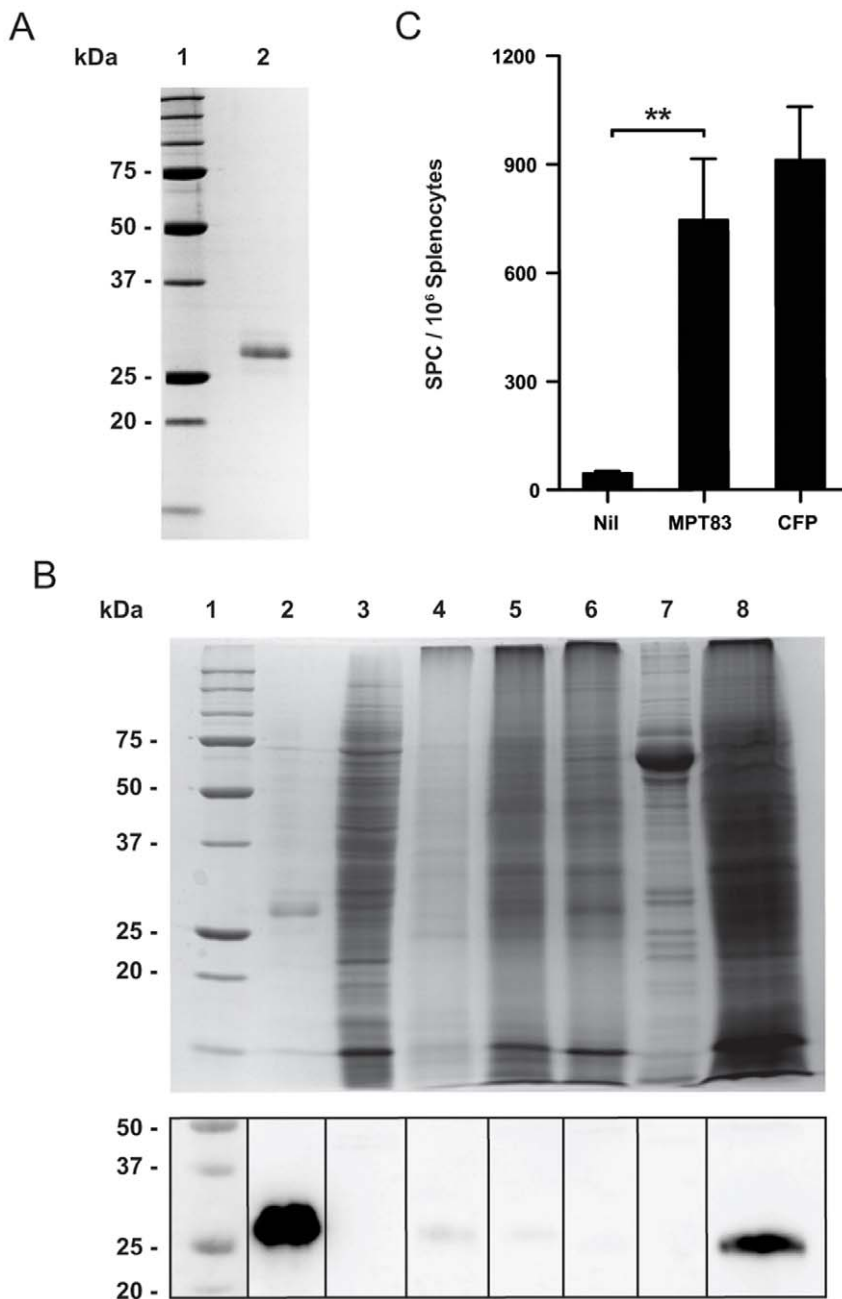 A
kDa 1 2
75 -
50 -
37 -
25 -
20 -
C
1200
900
600
300
0
SPC / 10⁶ Splenocytes
**
Nil MPT83 CFP
B
kDa 1 2 3 4 5 6 7 8
75 -
50 -
37 -
25 -
20 -
50 -
37 -
25 -
20 -